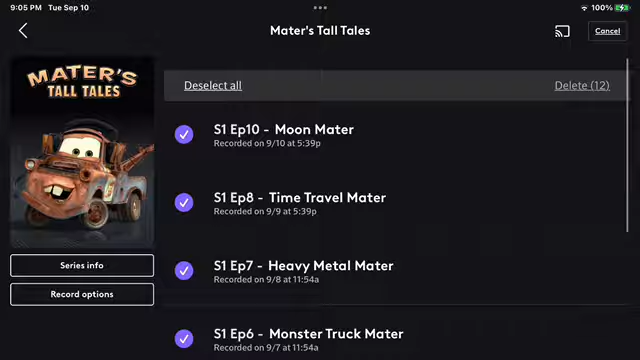 9:05 PM Tue Sep 10
100%
Mater's Tall Tales
Cancel
MATER'S
TALL TALES
Series info
Record options
Deselect all
Delete (12)
S1 Ep10 - Moon Mater
Recorded on 9/10 at 5:39p
S1 Ep8 - Time Travel Mater
Recorded on 9/9 at 5:39p
S1 Ep7 - Heavy Metal Mater
Recorded on 9/8 at 11:54a
S1 Ep6 - Monster Truck Mater
Recorded on 9/7 at 11:54a